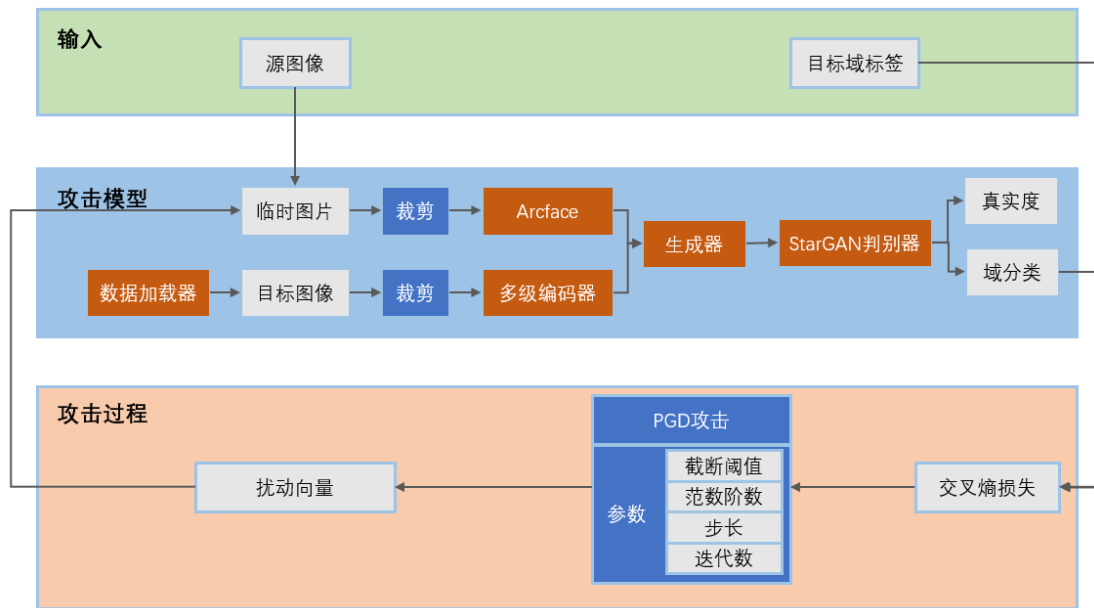 输入
源图像
目标域标签
攻击模型
临时图片
裁剪
Arcface
生成器
StarGAN判别器
真实度
域分类
数据加载器
目标图像
裁剪
多级编码器
攻击过程
PGD攻击
参数
截断阈值
范数阶数
步长
迭代数
扰动向量
交叉熵损失